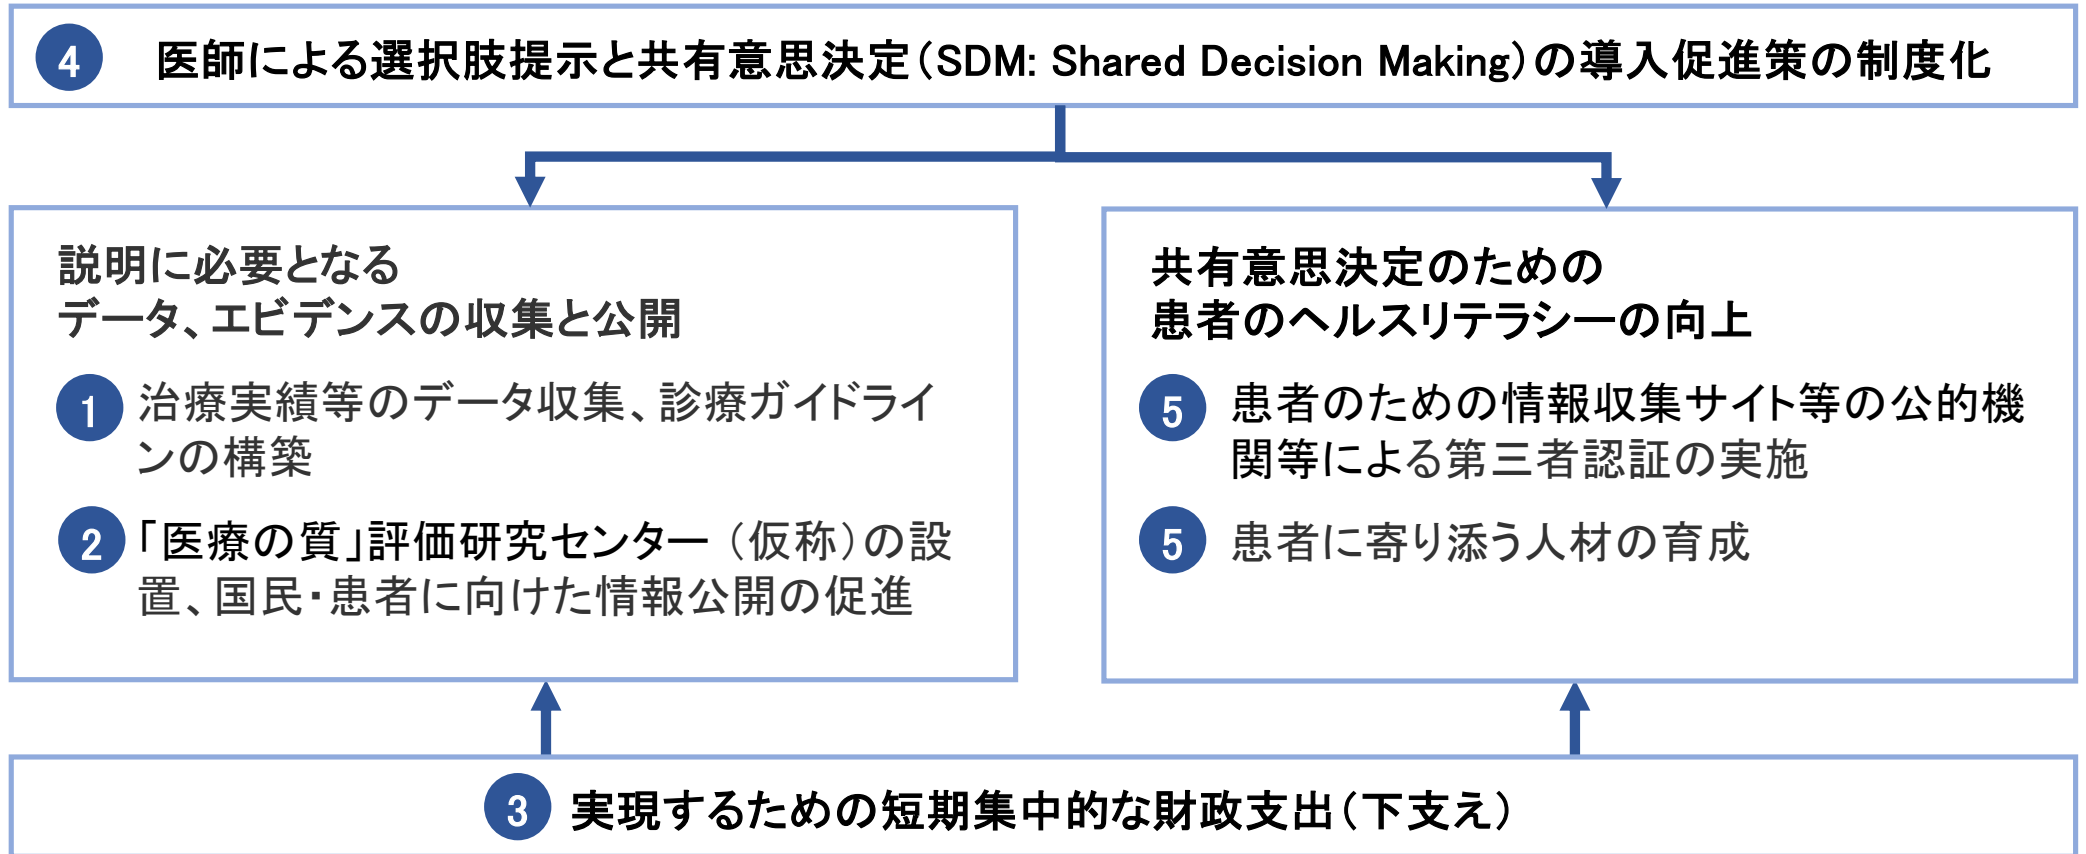 4 医師による選択肢提示と共有意思決定(SDM: Shared Decision Making)の導入促進策の制度化
説明に必要となる
データ、エビデンスの収集と公開
1 治療実績等のデータ収集、診療ガイドライ
ンの構築
2 「医療の質」評価研究センター(仮称)の設
置、国民・患者に向けた情報公開の促進
共有意思決定のための
患者のヘルスリテラシーの向上
5 患者のための情報収集サイト等の公的機
関等による第三者認証の実施
5 患者に寄り添う人材の育成
3 実現するための短期集中的な財政支出(下支え)